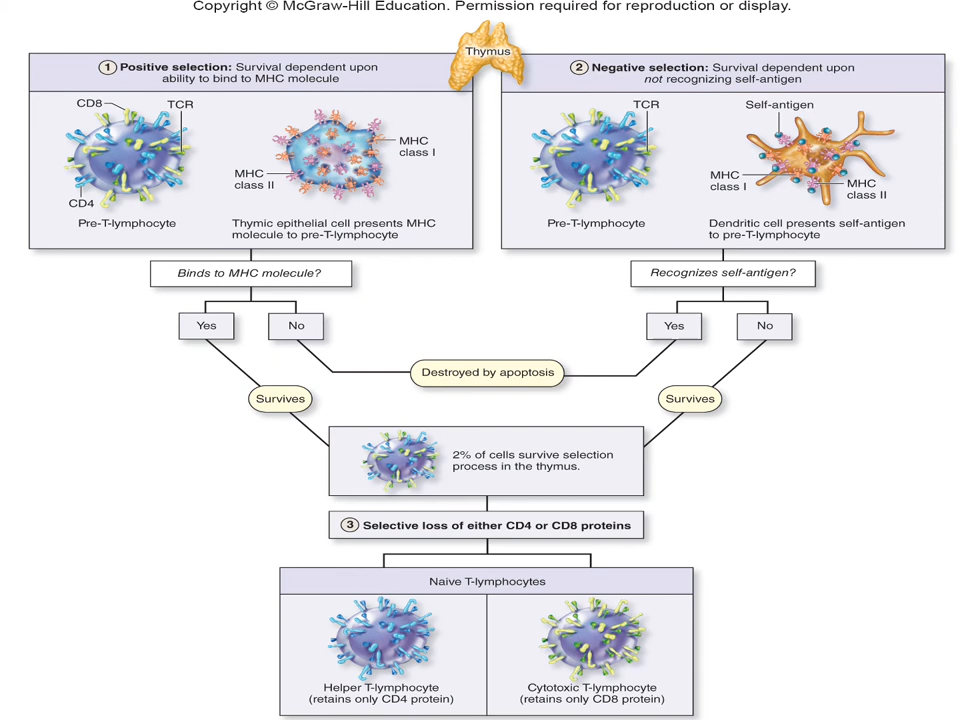 Copyright © McGraw-Hill Education. Permission required for reproduction or display.
Thymus
1 Positive selection: Survival dependent upon
ability to bind to MHC molecule
CD8
TCR
MHC
class I
MHC
class II
CD4
Pre-T-lymphocyte
Thymic epithelial cell presents MHC
molecule to pre-T-lymphocyte
2 Negative selection: Survival dependent upon
not recognizing self-antigen
TCR
Self-antigen
MHC
class I
MHC
class II
Pre-T-lymphocyte
Dendritic cell presents self-antigen
to pre-T-lymphocyte
Binds to MHC molecule?
Recognizes self-antigen?
Yes
No
Yes
No
Destroyed by apoptosis
Survives
Survives
2% of cells survive selection
process in the thymus.
3 Selective loss of either CD4 or CD8 proteins
Naive T-lymphocytes
Helper T-lymphocyte
(retains only CD4 protein)
Cytotoxic T-lymphocyte
(retains only CD8 protein)